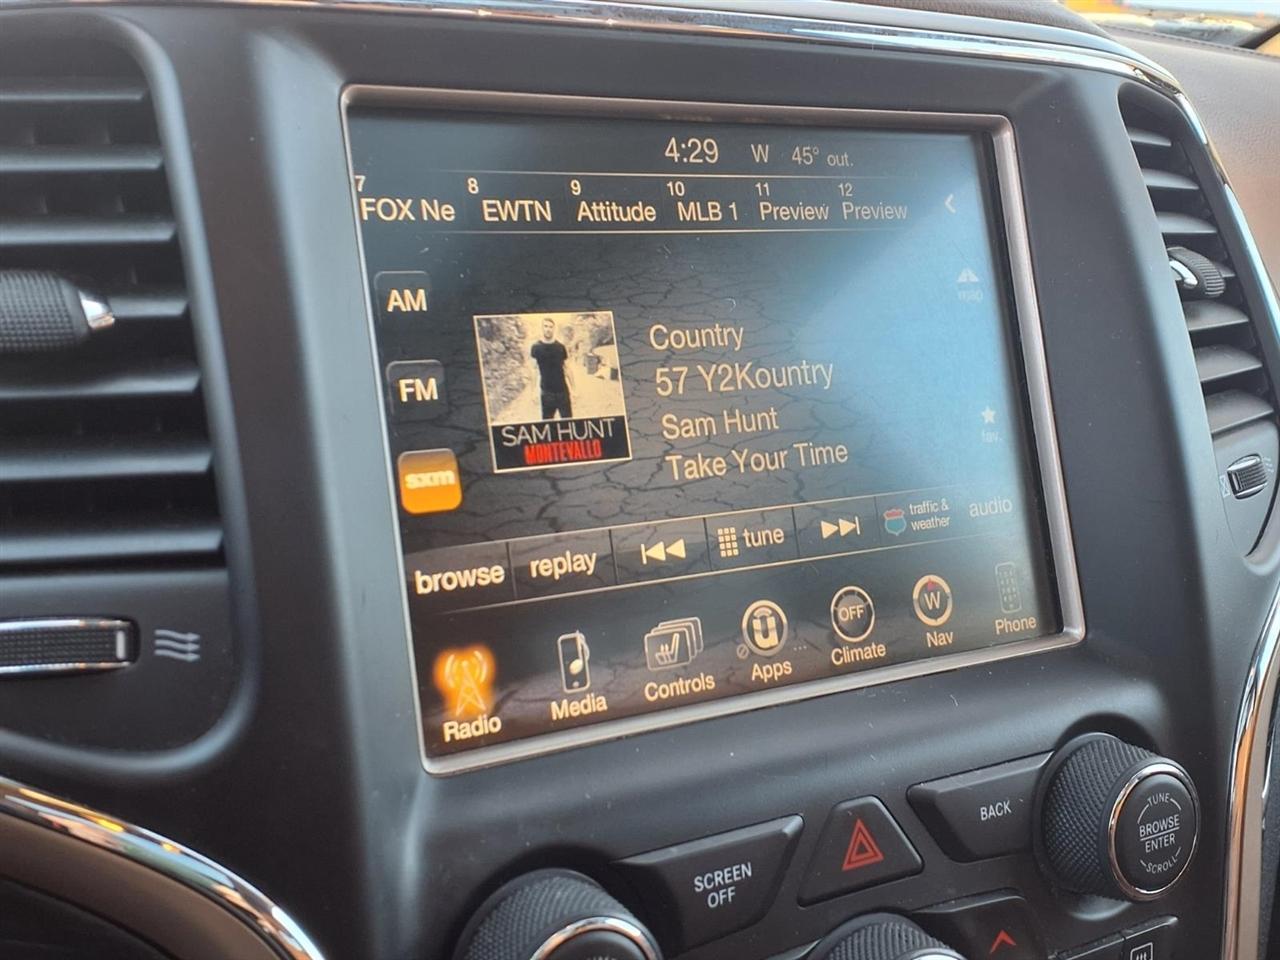 4:29 W 45° out.
7 8 9 10 11 12
FOX Ne EWTN Attitude MLB 1 Preview Preview
map
AM
FM
sxm
SAM HUNT
MONTEVALLO
Country
57 Y2Kountry
Sam Hunt
Take Your Time
fav.
browse replay tune traffic & weather audio
Radio Media Controls Apps ... OFF Climate W Nav Phone
SCREEN
OFF
BACK
TUNE
BROWSE
ENTER
SCROLL